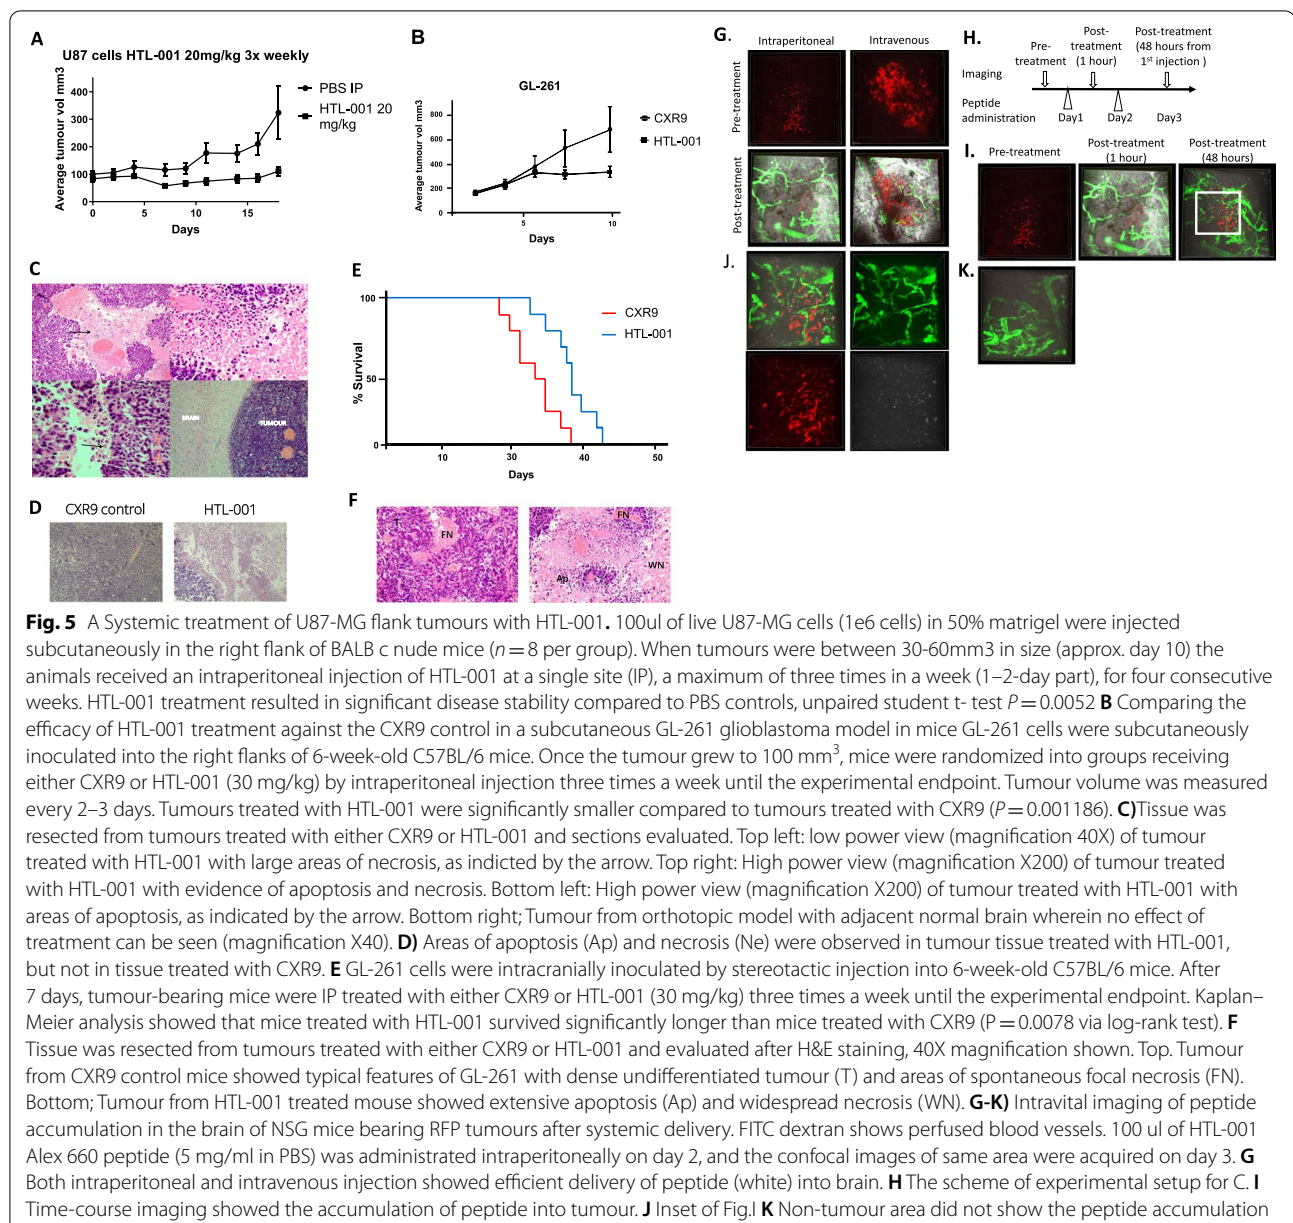 A
U87 cells HTL-001 20mg/kg 3x weekly
Average tumour vol mm3
400
300
200
100
0
0
5
10
15
Days
PBS IP
HTL-001 20
mg/kg
B
GL-261
Average tumour vol mm3
800
600
400
200
0
5
10
Days
CXR9
HTL-001
C
BRAIN
TUMOUR
D
CXR9 control
HTL-001
E
% Survival
100
50
0
10
30
40
50
Days
CXR9
HTL-001
F
T
FN
FN
WN
Ap
G.
Intraperitoneal
Intravenous
Pre-treatment
Post-treatment
H.
Imaging
Peptide
administration
Pre-
treatment
Post-
treatment
(1 hour)
Post-treatment
(48 hours from
1st injection )
Day1
Day2
Day3
I.
Pre-treatment
Post-treatment
(1 hour)
Post-treatment
(48 hours)
J.
K.
Fig. 5 A Systemic treatment of U87-MG flank tumours with HTL-001. 100ul of live U87-MG cells (1e6 cells) in 50% matrigel were injected
subcutaneously in the right flank of BALB c nude mice (n = 8 per group). When tumours were between 30-60mm3 in size (approx. day 10) the
animals received an intraperitoneal injection of HTL-001 at a single site (IP), a maximum of three times in a week (1–2-day part), for four consecutive
weeks. HTL-001 treatment resulted in significant disease stability compared to PBS controls, unpaired student t- test P = 0.0052 B Comparing the
efficacy of HTL-001 treatment against the CXR9 control in a subcutaneous GL-261 glioblastoma model in mice GL-261 cells were subcutaneously
inoculated into the right flanks of 6-week-old C57BL/6 mice. Once the tumour grew to 100 mm3, mice were randomized into groups receiving
either CXR9 or HTL-001 (30 mg/kg) by intraperitoneal injection three times a week until the experimental endpoint. Tumour volume was measured
every 2–3 days. Tumours treated with HTL-001 were significantly smaller compared to tumours treated with CXR9 (P = 0.001186). C)Tissue was
resected from tumours treated with either CXR9 or HTL-001 and sections evaluated. Top left: low power view (magnification 40X) of tumour
treated with HTL-001 with large areas of necrosis, as indicted by the arrow. Top right: High power view (magnification X200) of tumour treated
with HTL-001 with evidence of apoptosis and necrosis. Bottom left: High power view (magnification X200) of tumour treated with HTL-001 with
areas of apoptosis, as indicated by the arrow. Bottom right; Tumour from orthotopic model with adjacent normal brain wherein no effect of
treatment can be seen (magnification X40). D) Areas of apoptosis (Ap) and necrosis (Ne) were observed in tumour tissue treated with HTL-001,
but not in tissue treated with CXR9. E GL-261 cells were intracranially inoculated by stereotactic injection into 6-week-old C57BL/6 mice. After
7 days, tumour-bearing mice were IP treated with either CXR9 or HTL-001 (30 mg/kg) three times a week until the experimental endpoint. Kaplan–
Meier analysis showed that mice treated with HTL-001 survived significantly longer than mice treated with CXR9 (P = 0.0078 via log-rank test). F
Tissue was resected from tumours treated with either CXR9 or HTL-001 and evaluated after H&E staining, 40X magnification shown. Top. Tumour
from CXR9 control mice showed typical features of GL-261 with dense undifferentiated tumour (T) and areas of spontaneous focal necrosis (FN).
Bottom; Tumour from HTL-001 treated mouse showed extensive apoptosis (Ap) and widespread necrosis (WN). G-K) Intravital imaging of peptide
accumulation in the brain of NSG mice bearing RFP tumours after systemic delivery. FITC dextran shows perfused blood vessels. 100 ul of HTL-001
Alex 660 peptide (5 mg/ml in PBS) was administrated intraperitoneally on day 2, and the confocal images of same area were acquired on day 3. G
Both intraperitoneal and intravenous injection showed efficient delivery of peptide (white) into brain. H The scheme of experimental setup for C. I
Time-course imaging showed the accumulation of peptide into tumour. J Inset of Fig.I K Non-tumour area did not show the peptide accumulation